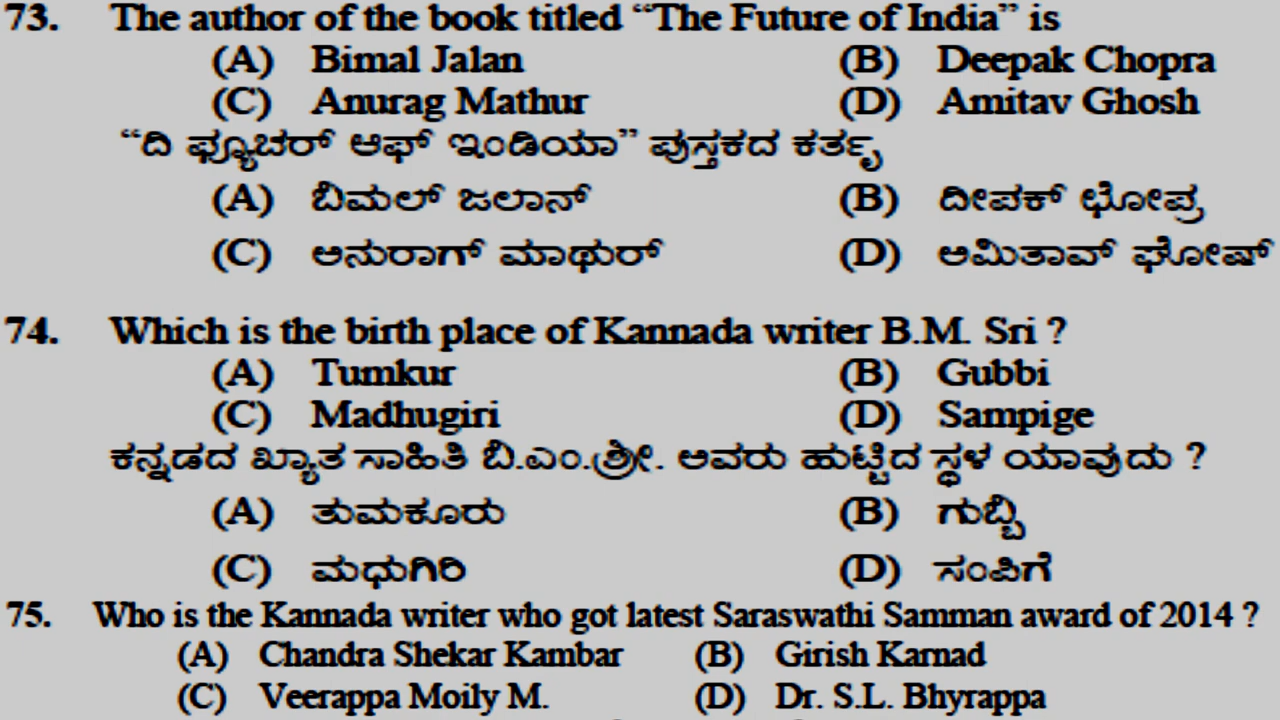 73. The author of the book titled “The Future of India” is
(A) Bimal Jalan (B) Deepak Chopra
(C) Anurag Mathur (D) Amitav Ghosh
“ದಿ ಫ್ಯೂಚರ್ ಆಫ್ ಇಂಡಿಯಾ” ಪುಸ್ತಕದ ಕರ್ತೃ
(A) ಬಿಮಲ್ ಜಲಾನ್ (B) ದೀಪಕ್ ಛೋಪ್ರ
(C) ಅನುರಾಗ್ ಮಾಥುರ್ (D) ಅಮಿತಾವ್ ಘೋಷ್
74. Which is the birth place of Kannada writer B.M. Sri ?
(A) Tumkur (B) Gubbi
(C) Madhugiri (D) Sampige
ಕನ್ನಡದ ಖ್ಯಾತ ಸಾಹಿತಿ ಬಿ.ಎಂ.ಶ್ರೀ. ಅವರು ಹುಟ್ಟಿದ ಸ್ಥಳ ಯಾವುದು ?
(A) ತುಮಕೂರು (B) ಗುಬ್ಬಿ
(C) ಮಧುಗಿರಿ (D) ಸಂಪಿಗೆ
75. Who is the Kannada writer who got latest Saraswathi Samman award of 2014 ?
(A) Chandra Shekar Kambar (B) Girish Karnad
(C) Veerappa Moily M. (D) Dr. S.L. Bhyrappa